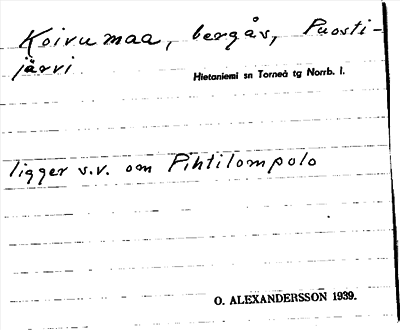 Koivumaa, bergås, Puosti-
järvi
Hietaniemi sn Torneå tg Norrb. l.
ligger v.v. om Pihtilompolo
O. ALEXANDERSSON 1939.